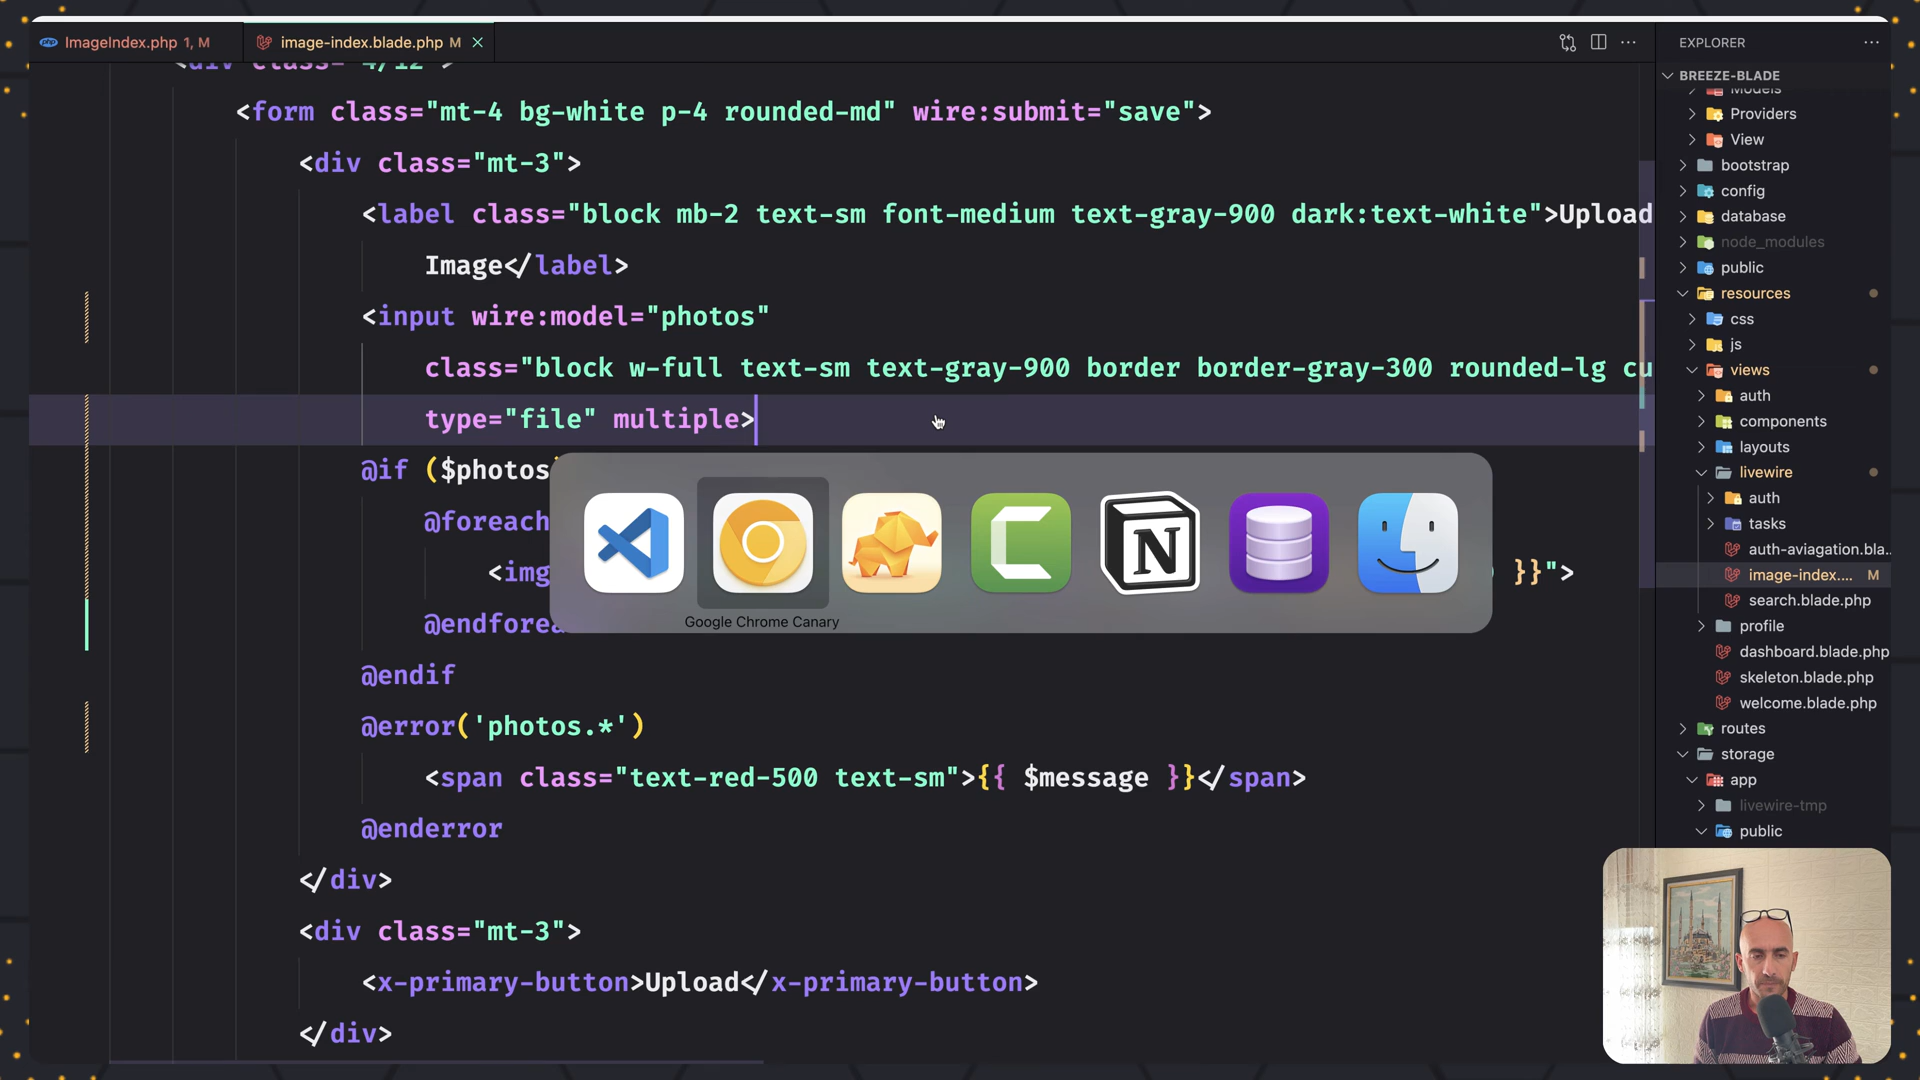 ImageIndex.php 1, M
image-index.blade.php M
<form class="mt-4 bg-white p-4 rounded-md" wire:submit="save">
<div class="mt-3">
<label class="block mb-2 text-sm font-medium text-gray-900 dark:text-white">Upload
Image</label>
<input wire:model="photos"
class="block w-full text-sm text-gray-900 border border-gray-300 rounded-lg cu
type="file" multiple>
@if ($photos
@foreach
<img }}">
@endforea
@endif
@error('photos.*')
<span class="text-red-500 text-sm">{{ $message }}</span>
@enderror
</div>
<div class="mt-3">
<x-primary-button>Upload</x-primary-button>
</div>
Google Chrome Canary
EXPLORER
BREEZE-BLADE
Models
Providers
View
bootstrap
config
database
node_modules
public
resources
css
js
views
auth
components
layouts
livewire
auth
tasks
auth-aviagation.bla...
image-index.... M
search.blade.php
profile
dashboard.blade.php
skeleton.blade.php
welcome.blade.php
routes
storage
app
livewire-tmp
public